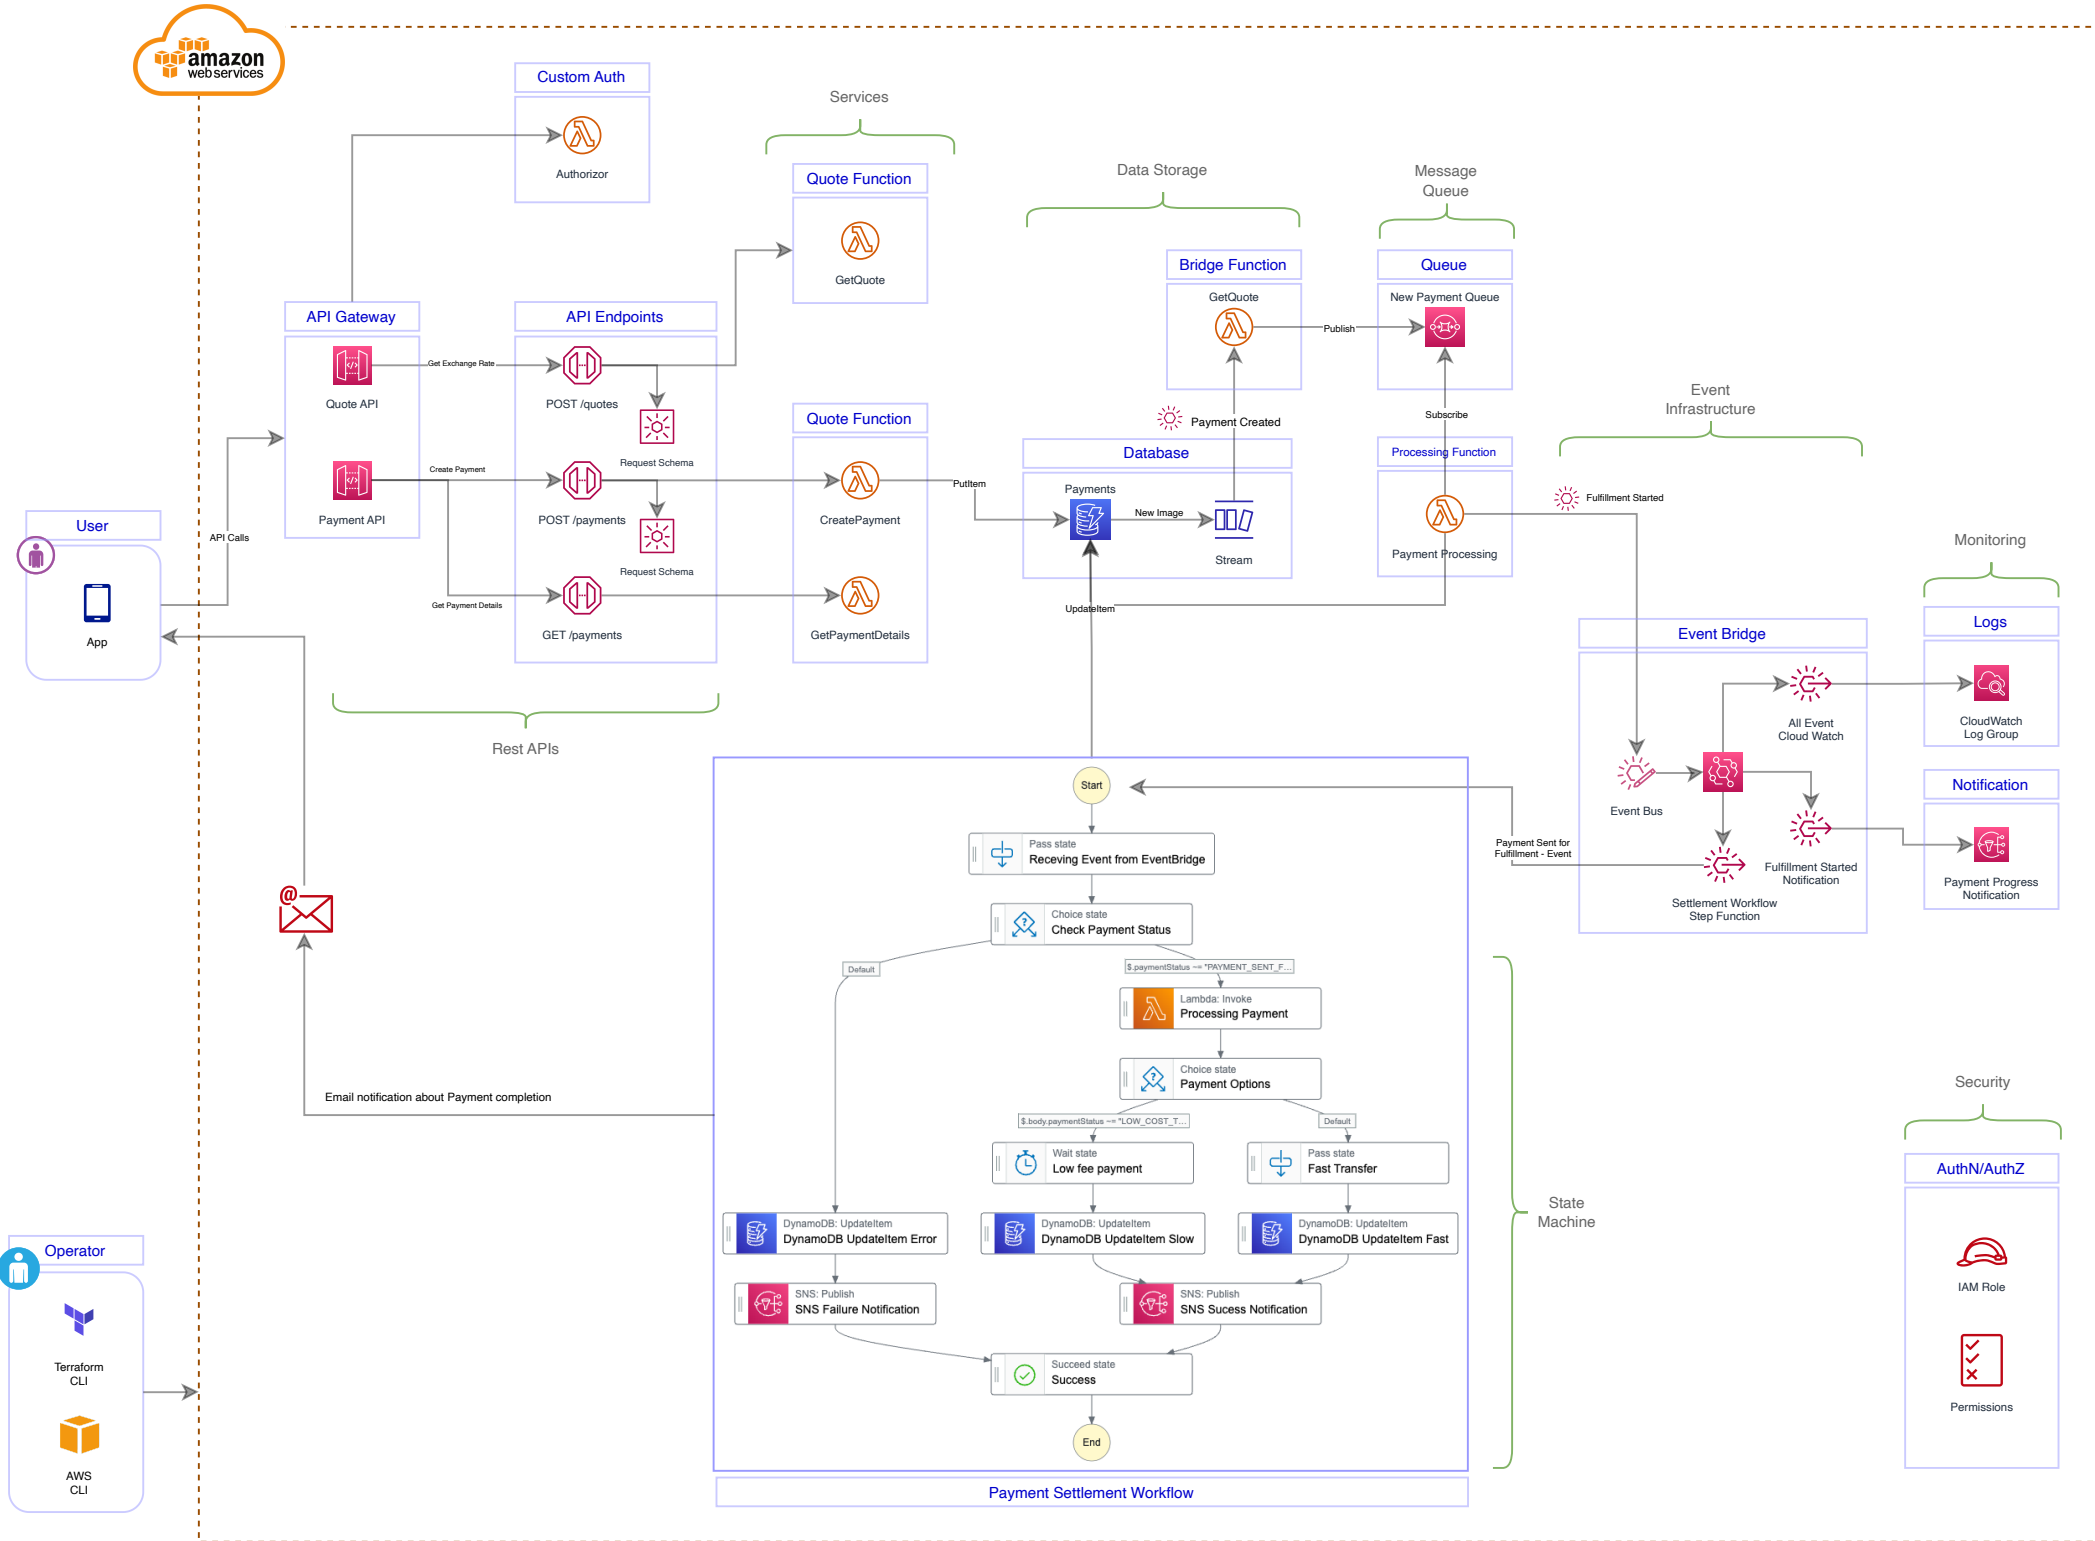 amazon
webservices
Custom Auth
Authorizor
Services
Quote Function
GetQuote
Data Storage
Message
Queue
Bridge Function
GetQuote
Publish
Queue
New Payment Queue
API Gateway
Quote API
Payment API
Get Exchange Rate
Create Payment
Get Payment Details
API Endpoints
POST /quotes
Request Schema
POST /payments
Request Schema
GET /payments
Quote Function
CreatePayment
GetPaymentDetails
PutItem
Payment Created
Database
Payments
New Image
Stream
UpdateItem
Subscribe
Processing Function
Payment Processing
Event
Infrastructure
Fulfillment Started
User
App
API Calls
Rest APIs
Event Bridge
All Event
Cloud Watch
Event Bus
Fulfillment Started
Notification
Settlement Workflow
Step Function
Monitoring
Logs
CloudWatch
Log Group
Notification
Payment Progress
Notification
Payment Sent for
Fulfillment - Event
Start
Pass state
Receving Event from EventBridge
Choice state
Check Payment Status
Default
$.paymentStatus == "PAYMENT_SENT_F...
Lambda: Invoke
Processing Payment
Choice state
Payment Options
$.body.paymentStatus == "LOW_COST_T...
Default
Wait state
Low fee payment
Pass state
Fast Transfer
DynamoDB: UpdateItem
DynamoDB UpdateItem Error
DynamoDB: UpdateItem
DynamoDB UpdateItem Slow
DynamoDB: UpdateItem
DynamoDB UpdateItem Fast
SNS: Publish
SNS Failure Notification
SNS: Publish
SNS Sucess Notification
Succeed state
Success
End
Payment Settlement Workflow
State
Machine
Email notification about Payment completion
Operator
Terraform
CLI
AWS
CLI
Security
AuthN/AuthZ
IAM Role
Permissions